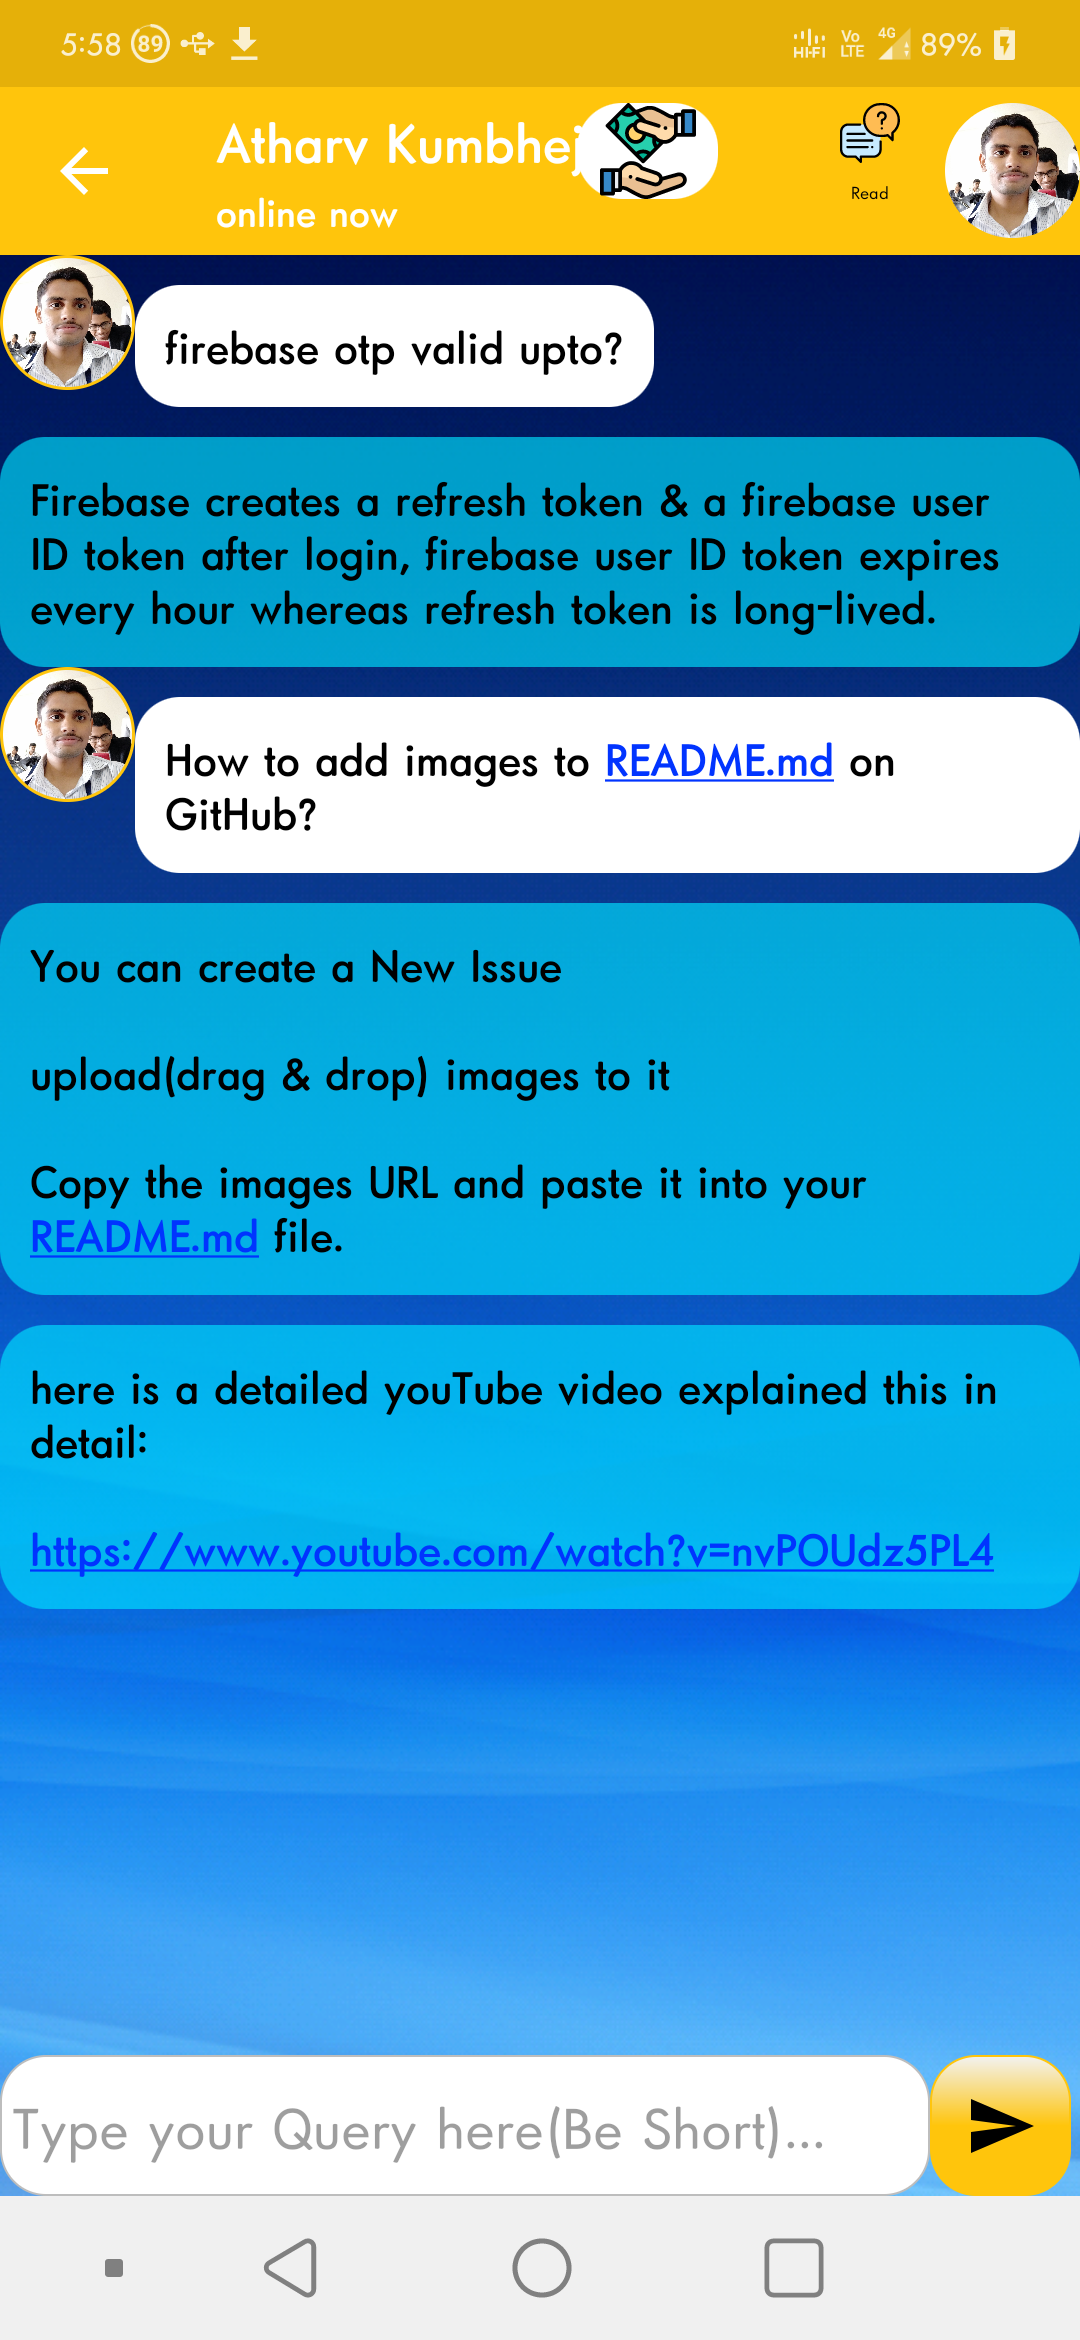 5:58 89 HI-FI Vo LTE 4G 89%
Atharv Kumbhej
online now
Read
firebase otp valid upto?
Firebase creates a refresh token & a firebase user
ID token after login, firebase user ID token expires
every hour whereas refresh token is long-lived.
How to add images to README.md on
GitHub?
You can create a New Issue
upload(drag & drop) images to it
Copy the images URL and paste it into your
README.md file.
here is a detailed youTube video explained this in
detail:
https://www.youtube.com/watch?v=nvPOUdz5PL4
Type your Query here(Be Short)...